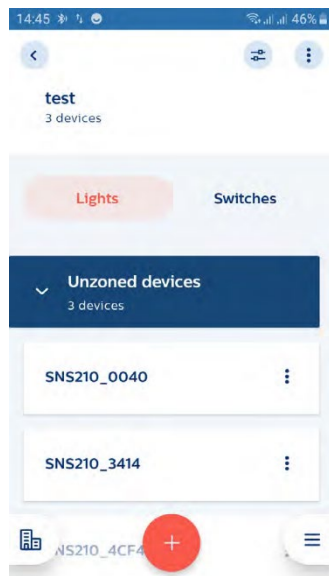 14:45 46%
test
3 devices
Lights Switches
Unzoned devices
3 devices
SNS210_0040
SNS210_3414